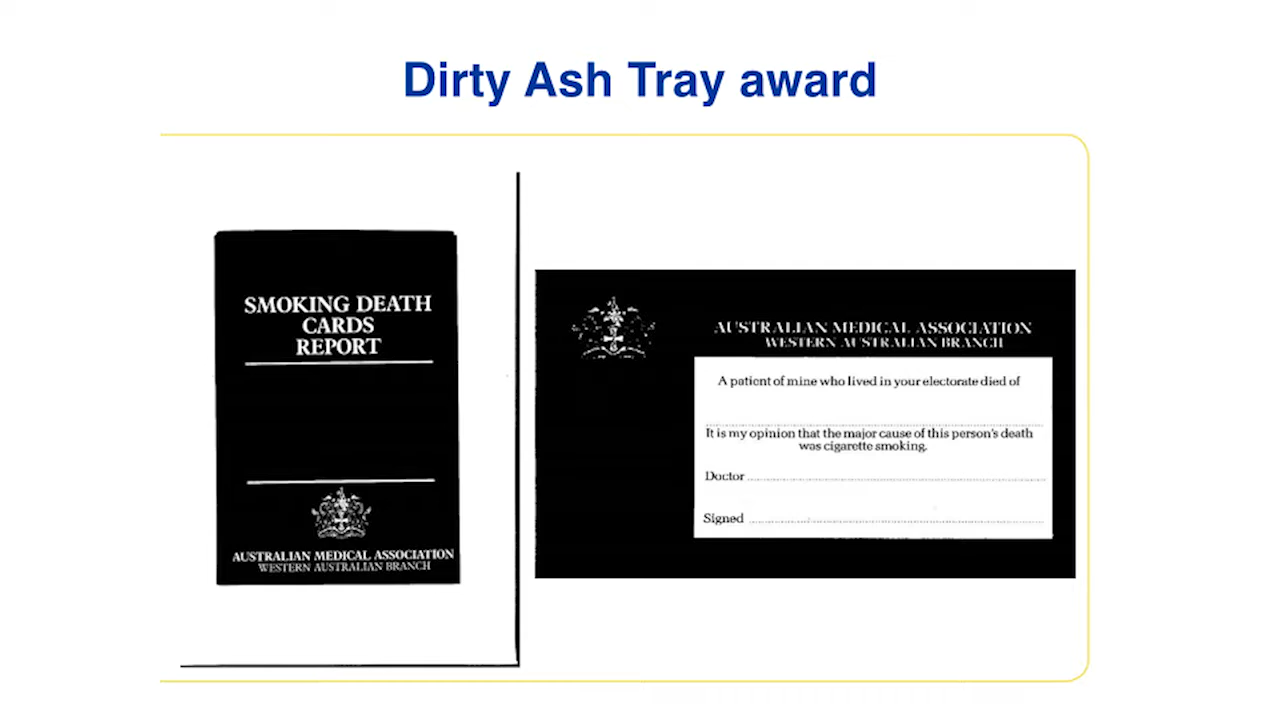 Dirty Ash Tray award
SMOKING DEATH
CARDS
REPORT
AUSTRALIAN MEDICAL ASSOCIATION
WESTERN AUSTRALIAN BRANCH
AUSTRALIAN MEDICAL ASSOCIATION
WESTERN AUSTRALIAN BRANCH
A patient of mine who lived in your electorate died of
It is my opinion that the major cause of this person's death
was cigarette smoking.
Doctor
Signed